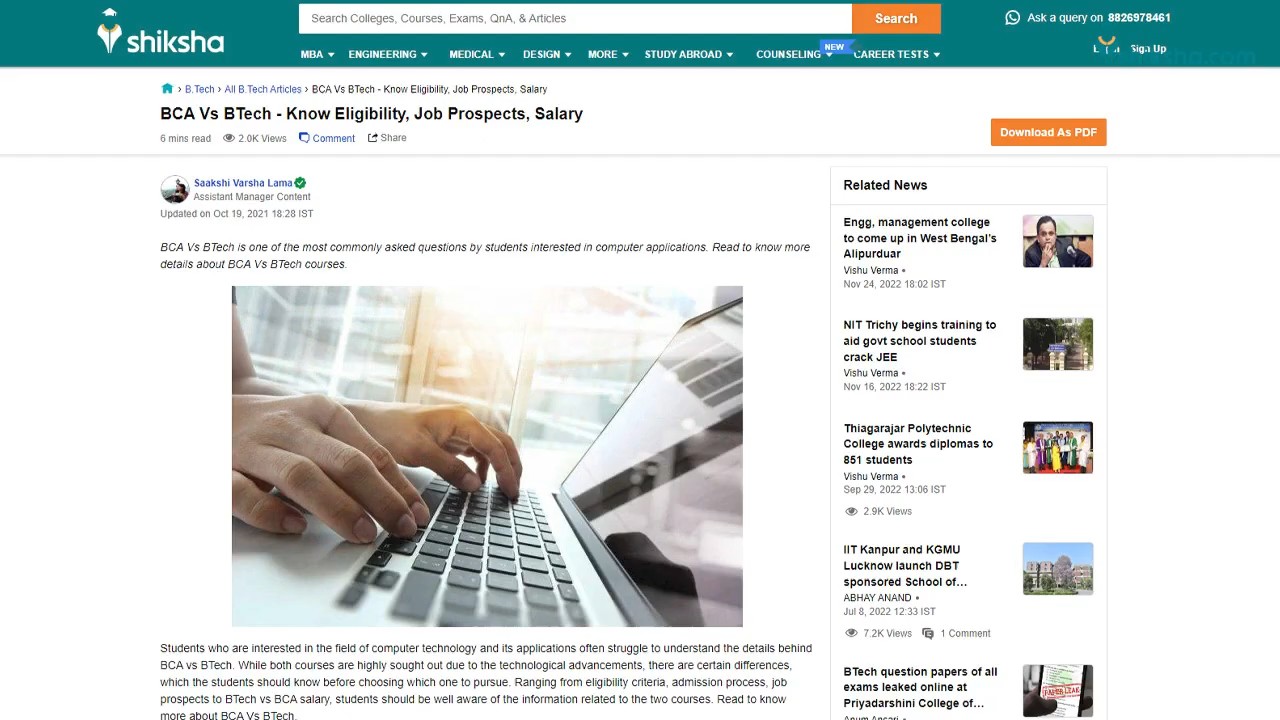 shiksha
Search Colleges, Courses, Exams, QnA, & Articles
Search
Ask a query on 8826978461
MBA
ENGINEERING
MEDICAL
DESIGN
MORE
STUDY ABROAD
COUNSELING
NEW
CAREER TESTS
Sign Up
› B.Tech › All B.Tech Articles › BCA Vs BTech - Know Eligibility, Job Prospects, Salary
BCA Vs BTech - Know Eligibility, Job Prospects, Salary
6 mins read
2.0K Views
Comment
Share
Download As PDF
Saakshi Varsha Lama
Assistant Manager Content
Updated on Oct 19, 2021 18:28 IST
BCA Vs BTech is one of the most commonly asked questions by students interested in computer applications. Read to know more
details about BCA Vs BTech courses.
Students who are interested in the field of computer technology and its applications often struggle to understand the details behind
BCA vs BTech. While both courses are highly sought out due to the technological advancements, there are certain differences,
which the students should know before choosing which one to pursue. Ranging from eligibility criteria, admission process, job
prospects to BTech vs BCA salary, students should be well aware of the information related to the two courses. Read to know
more about BCA Vs BTech.
Related News
Engg, management college
to come up in West Bengal's
Alipurduar
Vishu Verma •
Nov 24, 2022 18:02 IST
NIT Trichy begins training to
aid govt school students
crack JEE
Vishu Verma •
Nov 16, 2022 18:22 IST
Thiagarajar Polytechnic
College awards diplomas to
851 students
Vishu Verma •
Sep 29, 2022 13:06 IST
2.9K Views
IIT Kanpur and KGMU
Lucknow launch DBT
sponsored School of…
ABHAY ANAND •
Jul 8, 2022 12:33 IST
7.2K Views
1 Comment
BTech question papers of all
exams leaked online at
Priyadarshini College of…
Anum Ansari •
PAPER LEAK